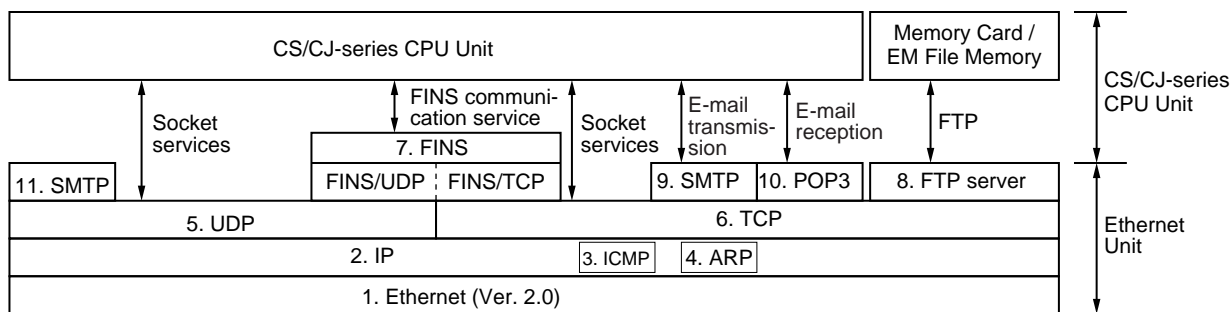 CS/CJ-series CPU Unit
Memory Card /
EM File Memory
CS/CJ-series
CPU Unit
Socket
services
FINS communi-
cation service
Socket
services
E-mail
transmis-
sion
E-mail
reception
FTP
7. FINS
11. SMTP
FINS/UDP
FINS/TCP
9. SMTP
10. POP3
8. FTP server
5. UDP
6. TCP
Ethernet
Unit
2. IP
3. ICMP
4. ARP
1. Ethernet (Ver. 2.0)